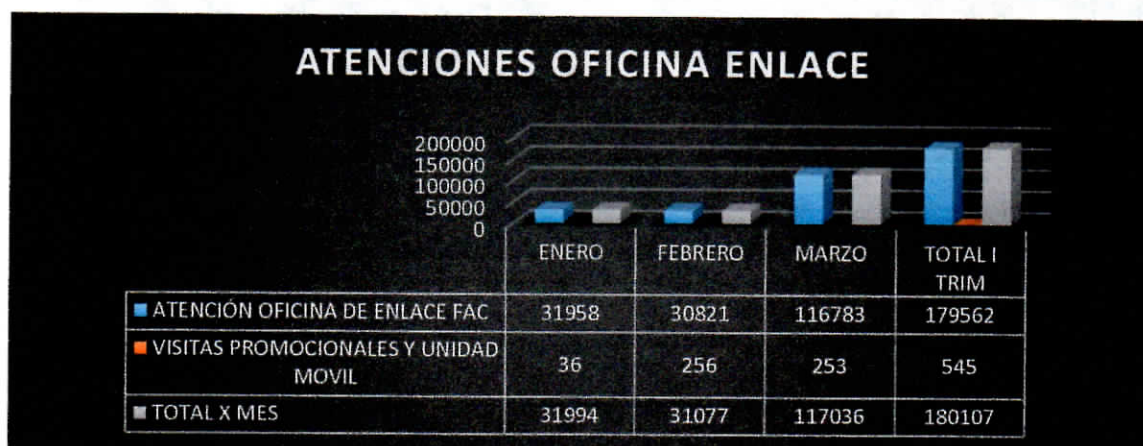 ATENCIONES OFICINA ENLACE
200000
150000
100000
50000
0
ENERO FEBRERO MARZO TOTAL I
TRIM
ATENCIÓN OFICINA DE ENLACE FAC 31958 30821 116783 179562
VISITAS PROMOCIONALES Y UNIDAD
MOVIL 36 256 253 545
TOTAL X MES 31994 31077 117036 180107